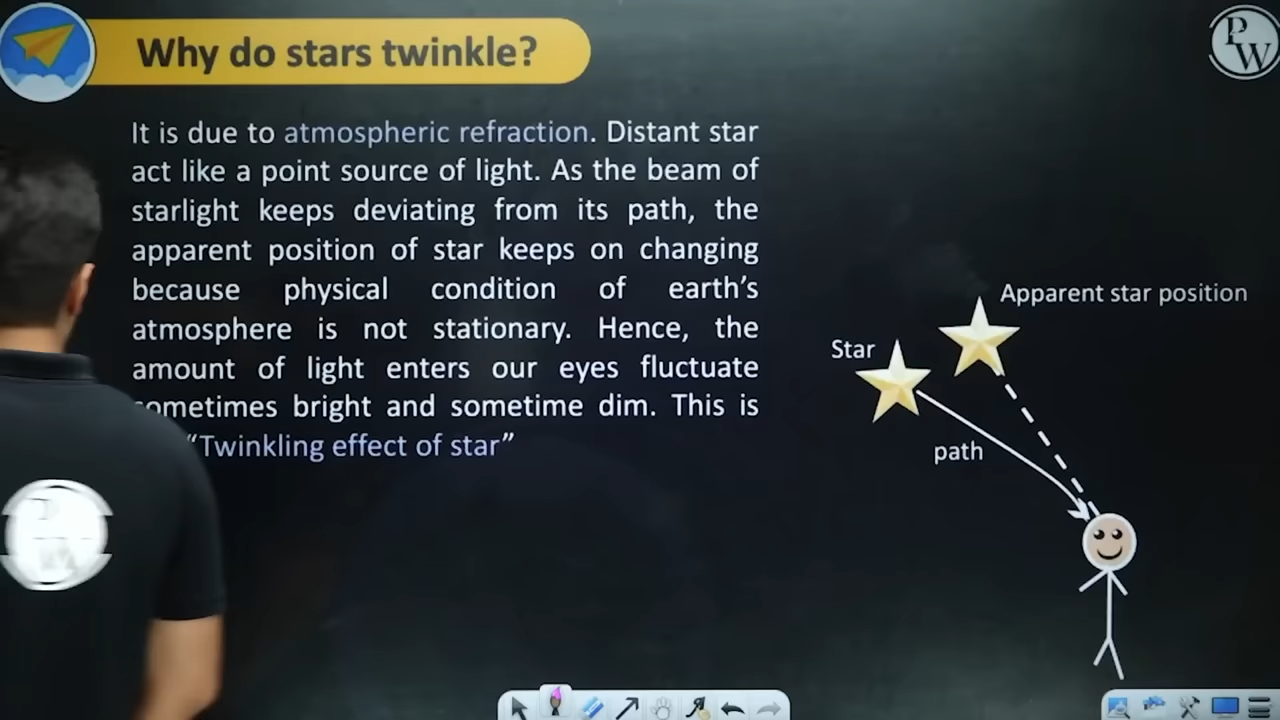 Why do stars twinkle?
PW
It is due to atmospheric refraction. Distant star
act like a point source of light. As the beam of
starlight keeps deviating from its path, the
apparent position of star keeps on changing
because physical condition of earth's
atmosphere is not stationary. Hence, the
amount of light enters our eyes fluctuate
ometimes bright and sometime dim. This is
“Twinkling effect of star”
Apparent star position
Star
path